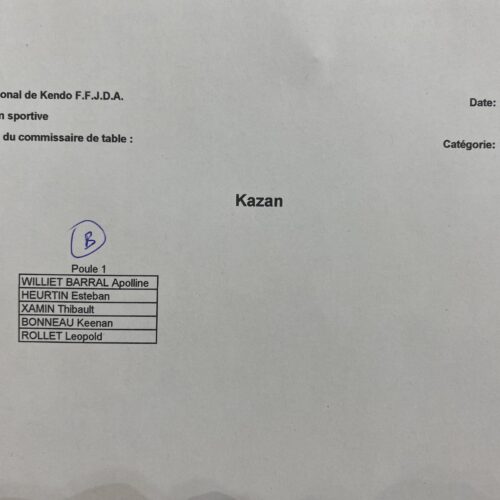 onal de Kendo F.F.J.D.A.
Date:
n sportive
du commissaire de table :
Catégorie:
Kazan
B
Poule 1
WILLIET BARRAL Apolline
HEURTIN Esteban
XAMIN Thibault
BONNEAU Keenan
ROLLET Leopold